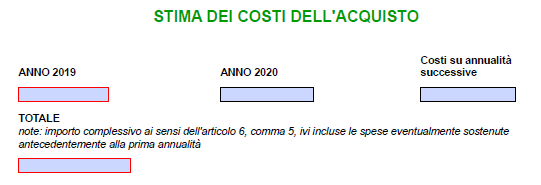 STIMA DEI COSTI DELL'ACQUISTO
ANNO 2019
ANNO 2020
Costi su annualità
successive
TOTALE
note: importo complessivo ai sensi dell'articolo 6, comma 5, ivi incluse le spese eventualmente sostenute
antecedentemente alla prima annualità